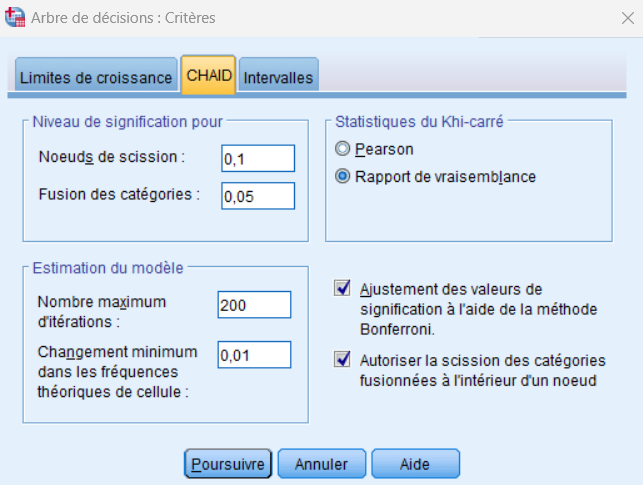 Arbre de décisions : Critères
Limites de croissance CHAID Intervalles
Niveau de signification pour
Noeuds de scission : 0,1
Fusion des catégories : 0,05
Statistiques du Khi-carré
Pearson
Rapport de vraisemblance
Estimation du modèle
Nombre maximum
d'itérations : 200
Changement minimum
dans les fréquences
théoriques de cellule : 0,01
Ajustement des valeurs de
signification à l'aide de la méthode
Bonferroni.
Autoriser la scission des catégories
fusionnées à l'intérieur d'un noeud
Poursuivre Annuler Aide